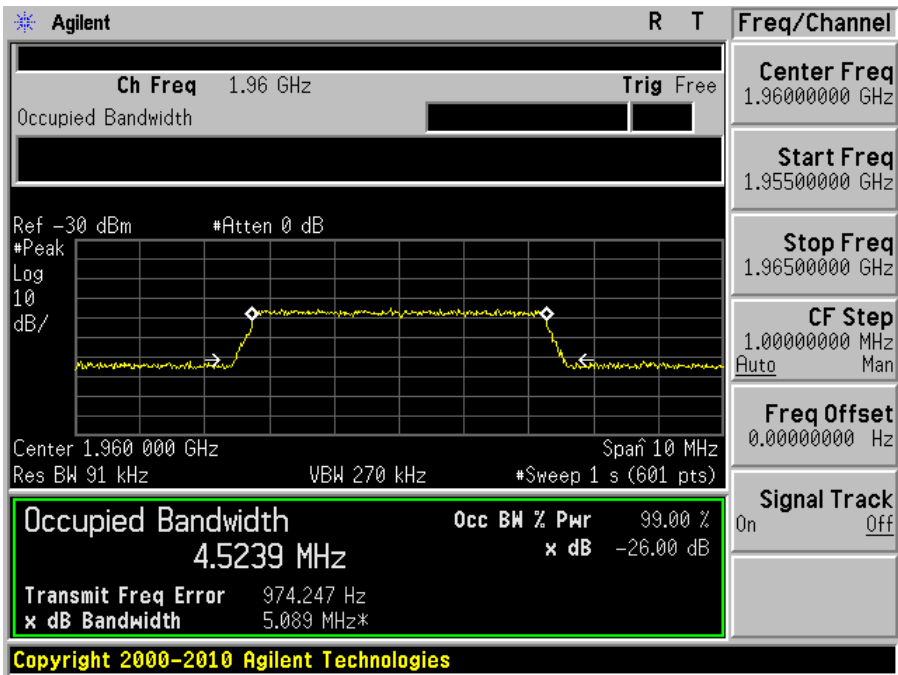 Agilent R T
Ch Freq 1.96 GHz Trig Free
Occupied Bandwidth
Ref -30 dBm #Atten 0 dB
#Peak
Log
10
dB/
Center 1.960 000 GHz Span 10 MHz
Res BW 91 kHz VBW 270 kHz #Sweep 1 s (601 pts)
Occupied Bandwidth Occ BW % Pwr 99.00 %
4.5239 MHz x dB -26.00 dB
Transmit Freq Error 974.247 Hz
x dB Bandwidth 5.089 MHz*
Copyright 2000-2010 Agilent Technologies
Freq/Channel
Center Freq
1.96000000 GHz
Start Freq
1.95500000 GHz
Stop Freq
1.96500000 GHz
CF Step
1.00000000 MHz
Auto Man
Freq Offset
0.00000000 Hz
Signal Track
On Off